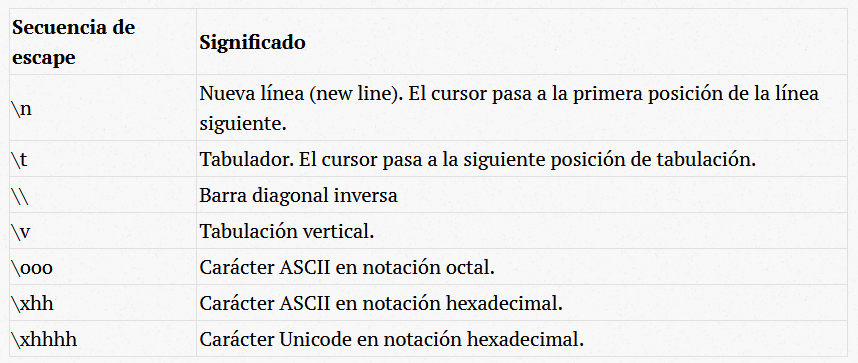 Secuencia de
escape
Significado
\n
Nueva línea (new line). El cursor pasa a la primera posición de la línea
siguiente.
\t
Tabulador. El cursor pasa a la siguiente posición de tabulación.
\\
Barra diagonal inversa
\v
Tabulación vertical.
\ooo
Carácter ASCII en notación octal.
\xhh
Carácter ASCII en notación hexadecimal.
\xhhhh
Carácter Unicode en notación hexadecimal.